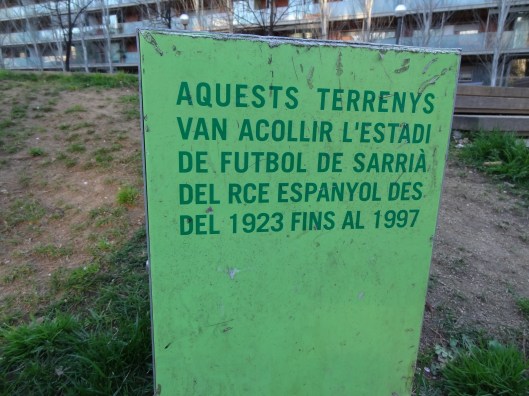 AQUESTS TERRENYS
VAN ACOLLIR L'ESTADI
DE FUTBOL DE SARRIÀ
DEL RCE ESPANYOL DES
DEL 1923 FINS AL 1997